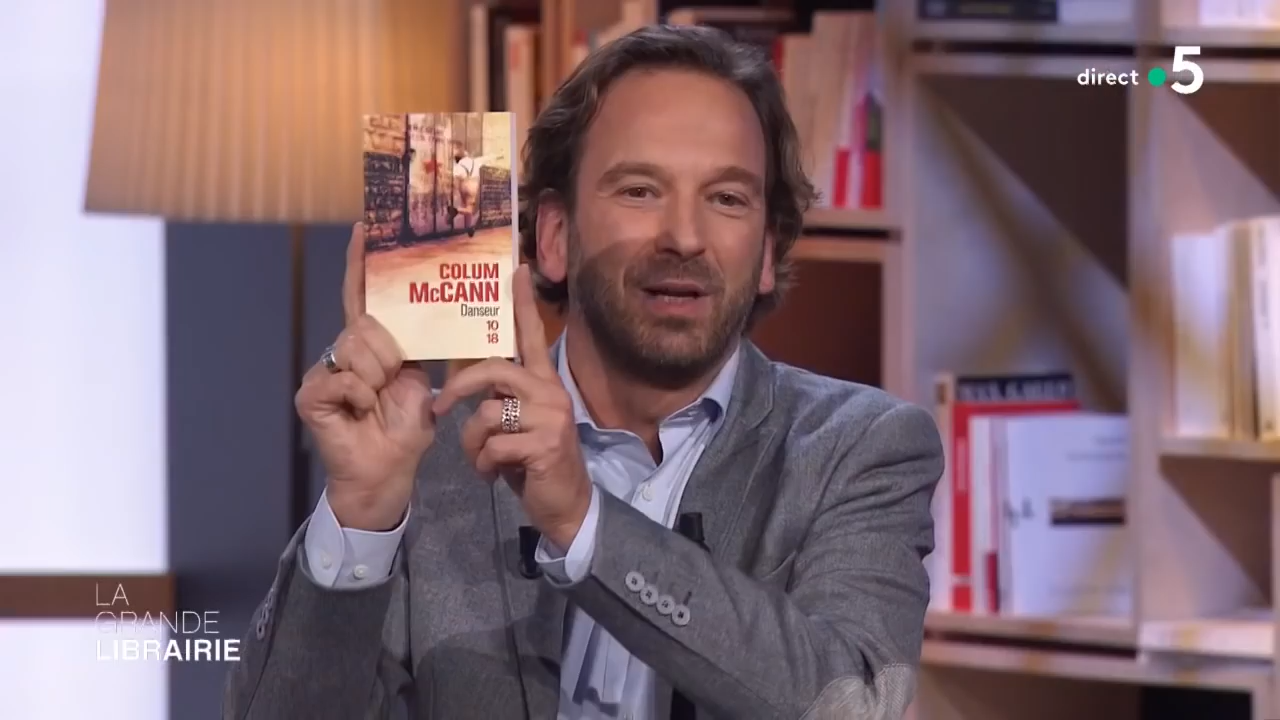 direct 5
COLUM
McCANN
Danseur
10
18
LA
GRANDE
LIBRAIRIE